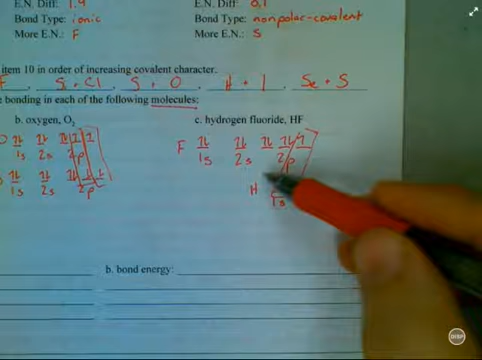 E.N. Diff: 1.9 E.N. Diff: 0.1
Bond Type: ionic Bond Type: nonpolar-covalent
More E.N.: F More E.N.: S
item 10 in order of increasing covalent character.
F S + O H + I Se + S
bonding in each of the following molecules:
b. oxygen, O2 c. hydrogen fluoride, HF
1s 2s 2p F 1s 2s 2p
1s 2s 2p H 1s
b. bond energy: